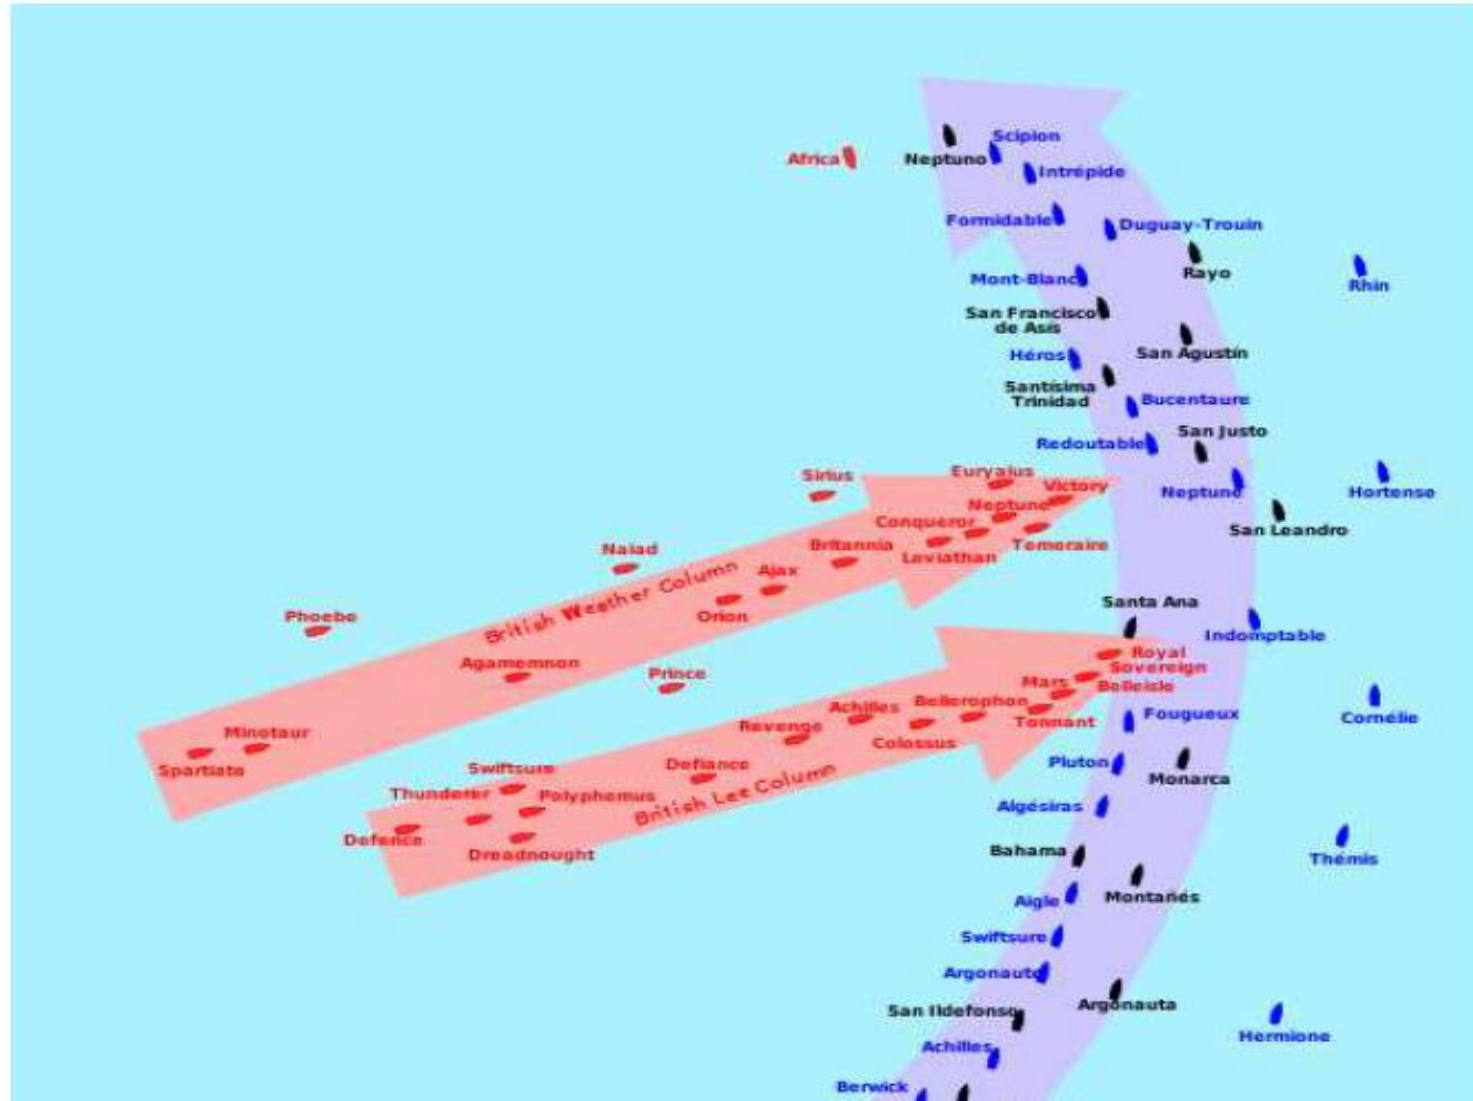 Scipion
Africa
Neptuno
Intrépide
Formidable
Duguay-Trouin
Rayo
Mont-Blanc
Rhin
San Francisco
de Asís
San Agustín
Héros
Santísima
Trinidad
Bucentaure
San Justo
Redoutable
Euryalus
Sirius
Victory
Neptune
Hortense
Neptune
Conqueror
San Leandro
Britannia
Temeraire
Naiad
Leviathan
Ajax
British Weather Column
Santa Ana
Phoebe
Orion
Indomptable
Royal
Sovereign
Agamemnon
Prince
Mars
Belleisle
Bellerophon
Achilles
Fougueux
Cornélie
Tonnant
Revenge
Minotaur
Colossus
Pluton
Defiance
Swiftsure
Spartiate
Monarca
British Lee Column
Thunderer
Polyphemus
Algésiras
Defence
Bahama
Dreadnought
Thémis
Montañés
Aigle
Swiftsure
Argonaute
Argonauta
San Ildefonso
Hermione
Achilles
Berwick